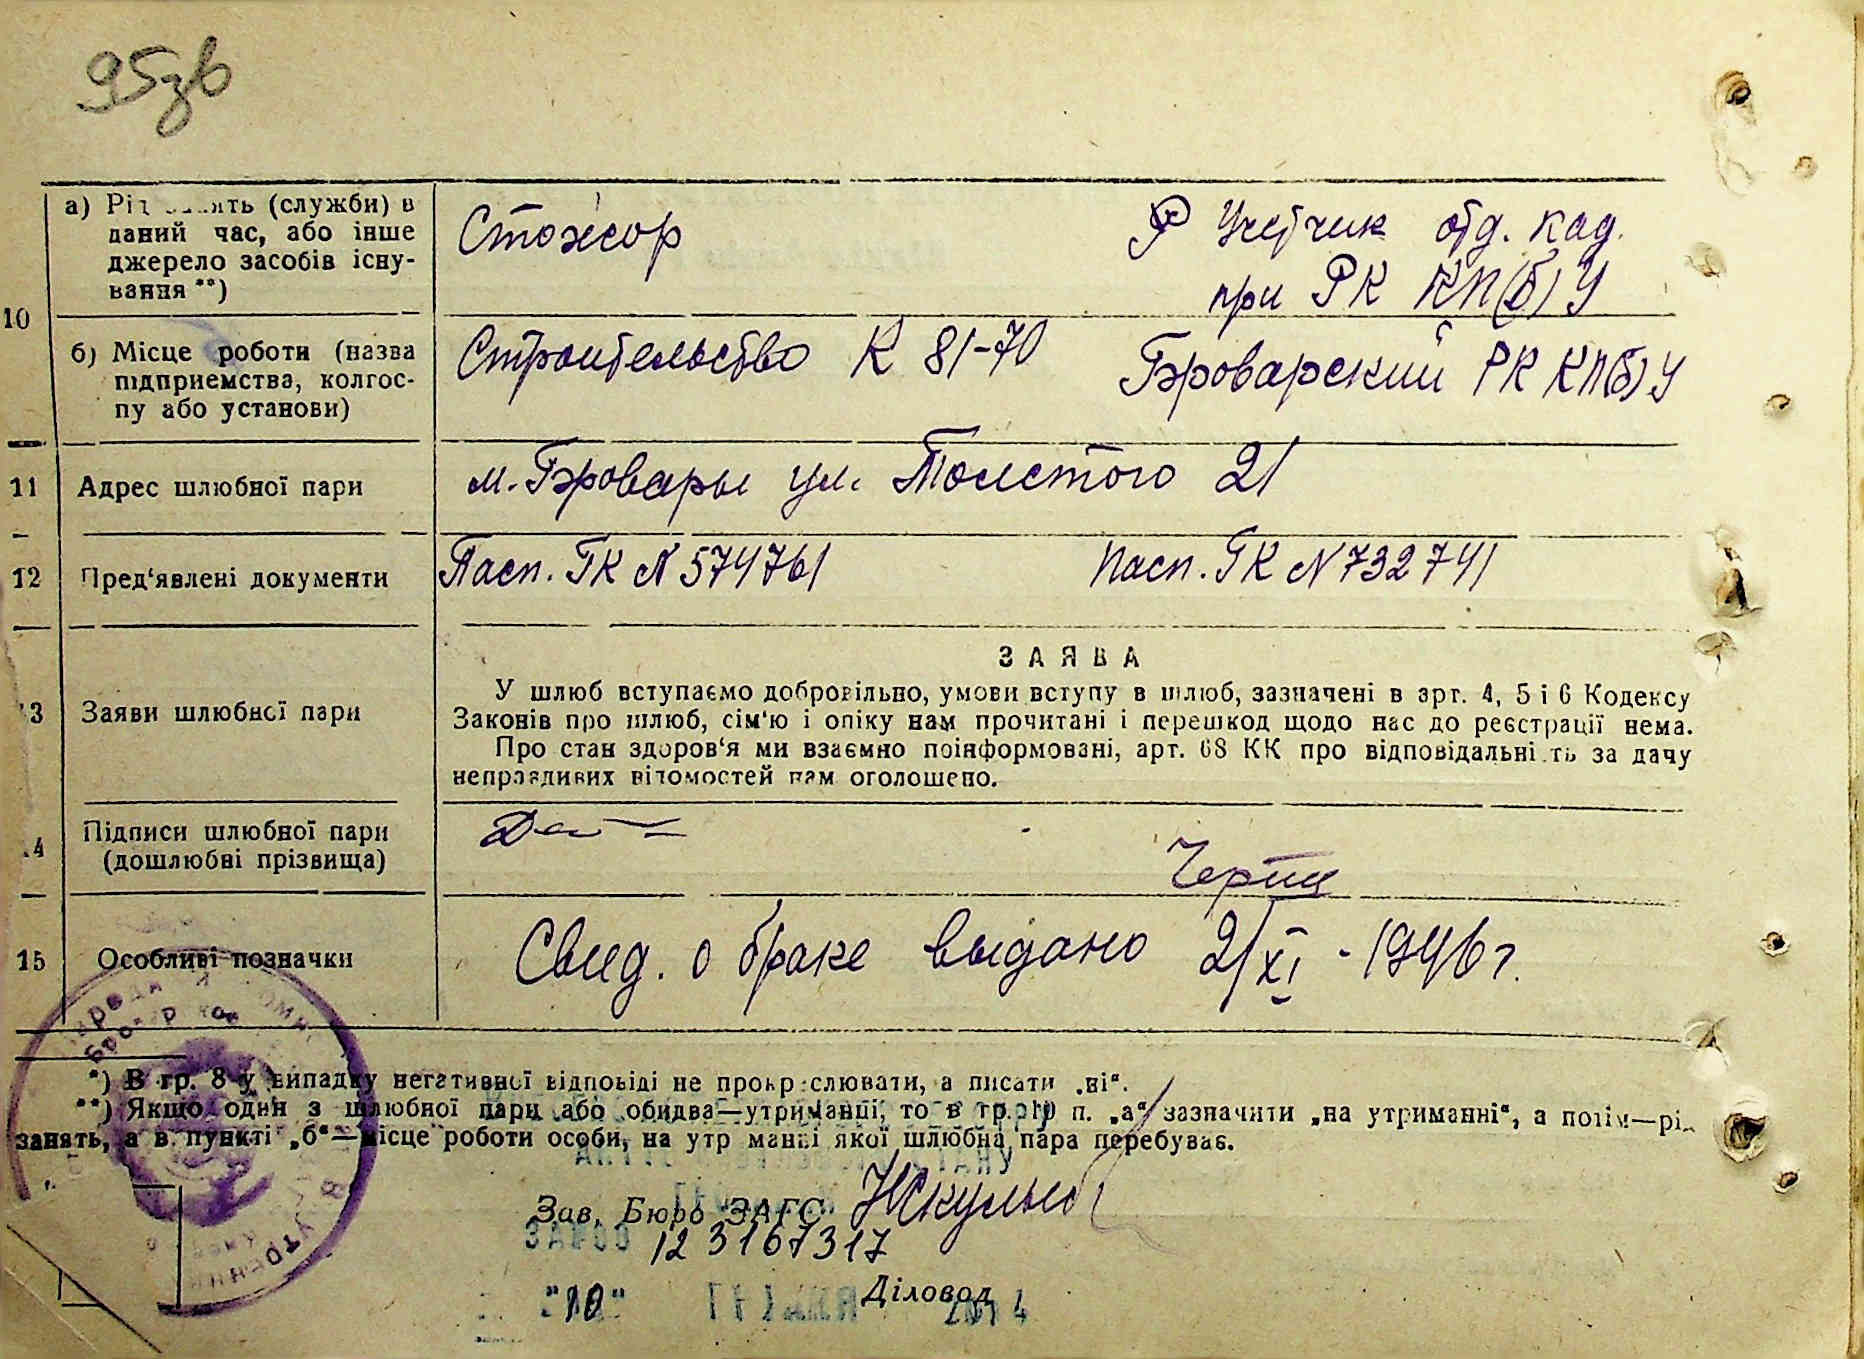 95зв
а) Рід занять (служби) в Стажор Учетчик отд. кад.
даний час, або інше
джерело засобів існу- при РК КП(б)У
вання **)
10
б) Місце роботи (назва Строительство К 81-70 Броварский РК КП(б)У
підприємства, колгос-
пу або установи)
11 Адрес шлюбної пари м. Бровары ул. Толстого 21
12 Пред‘явлені документи Пасп. ГК N 574761 Пасп. ГК N 732741
ЗАЯВА
У шлюб вступаємо добровільно, умови вступу в шлюб, зазначені в арт. 4, 5 і 6 Кодексу
13 Заяви шлюбної пари Законів про шлюб, сім‘ю і опіку нам прочитані і перешкод щодо нас до реєстрації нема.
Про стан здоров‘я ми взаємно поінформовані, арт. 68 КК про відповідальність за дачу
неправдивих відомостей нам оголошено.
14 Підписи шлюбної пари
(дошлюбні прізвища)
15 Особливі позначки Свид. о браке выдано 2/XI - 1946 г.
*) В гр. 8 у випадку негативної відповіді не прокреслювати, а писати „ні“.
**) Якщо один з шлюбної пари або обидва—утриманці, то в гр. 10 п. „а“ зазначити „на утриманні“, а потім—рід
занять, а в пункті „б“—місце роботи особи, на утриманні якої шлюбна пара перебуває.
Зав. Бюро ЗАГС
12 3167317
Діловод
"10"